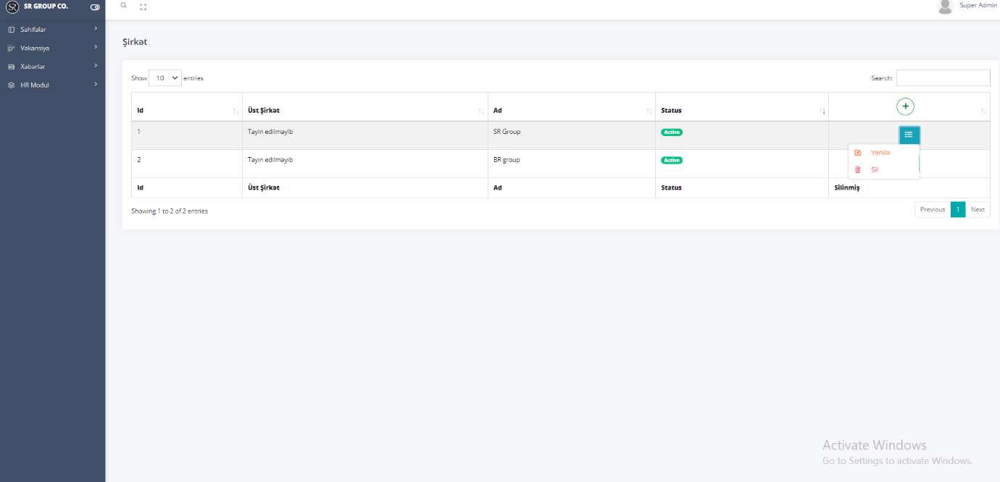 SR GROUP CO.
Super Admin
Səhifələr
Vakansiya
Xəbərlər
HR Modul
Şirkət
Show 10 entries
Search:
Id Üst Şirkət Ad Status
1 Təyin edilməyib SR Group Active
Yenilə
Sil
2 Təyin edilməyib BR group Active
Id Üst Şirkət Ad Status Silinmiş
Showing 1 to 2 of 2 entries
Previous 1 Next
Activate Windows
Go to Settings to activate Windows.